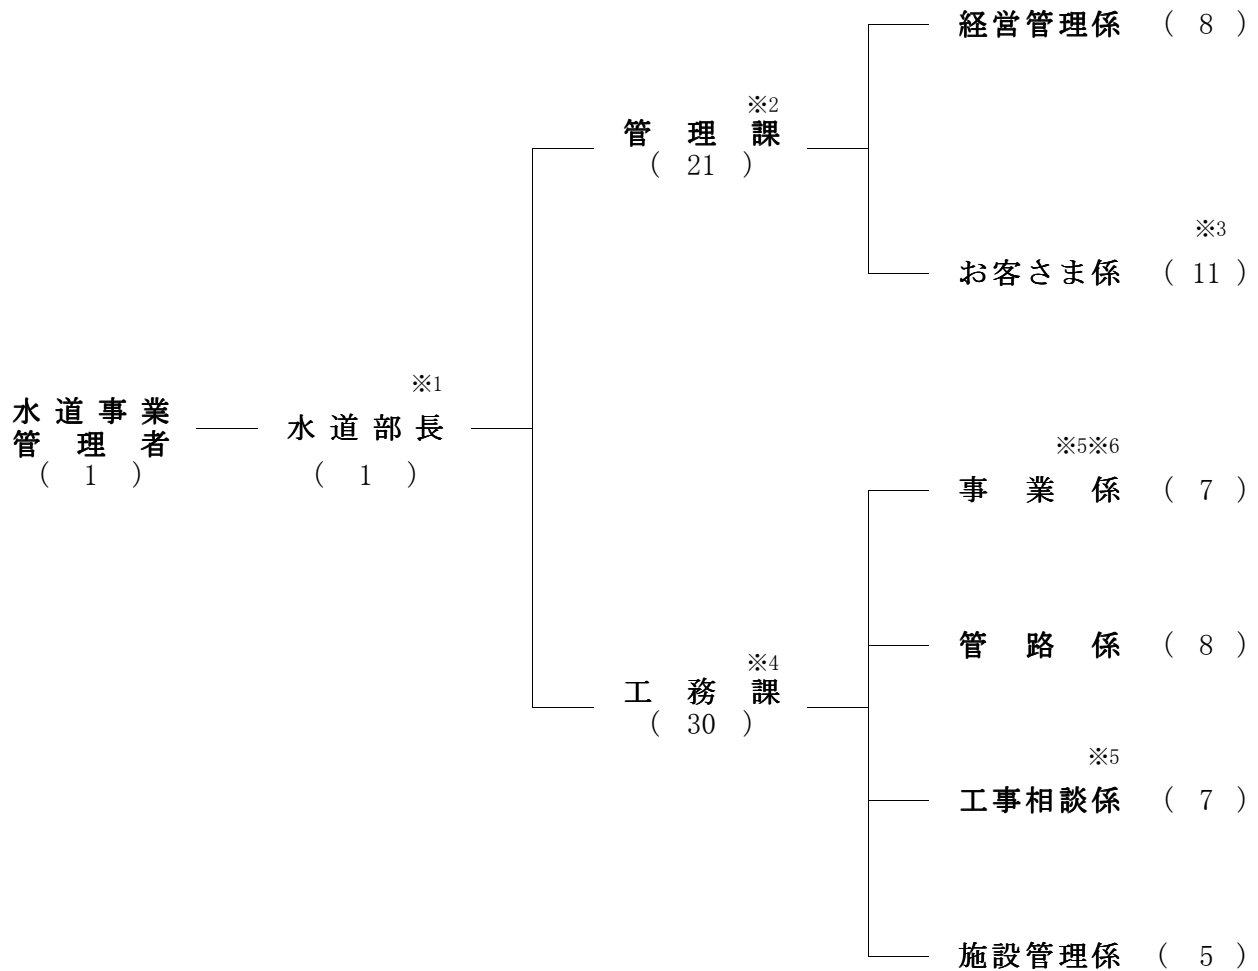 経営管理係 ( 8 )
※2
管理課
( 21 )
※3
お客さま係 ( 11 )
水道事業
管理者
( 1 )
※1
水道部長
( 1 )
※5※6
事業係 ( 7 )
管路係 ( 8 )
※4
工務課
( 30 )
※5
工事相談係 ( 7 )
施設管理係 ( 5 )